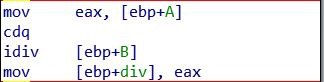 mov eax, [ebp+A]
cdq
idiv [ebp+B]
mov [ebp+div], eax